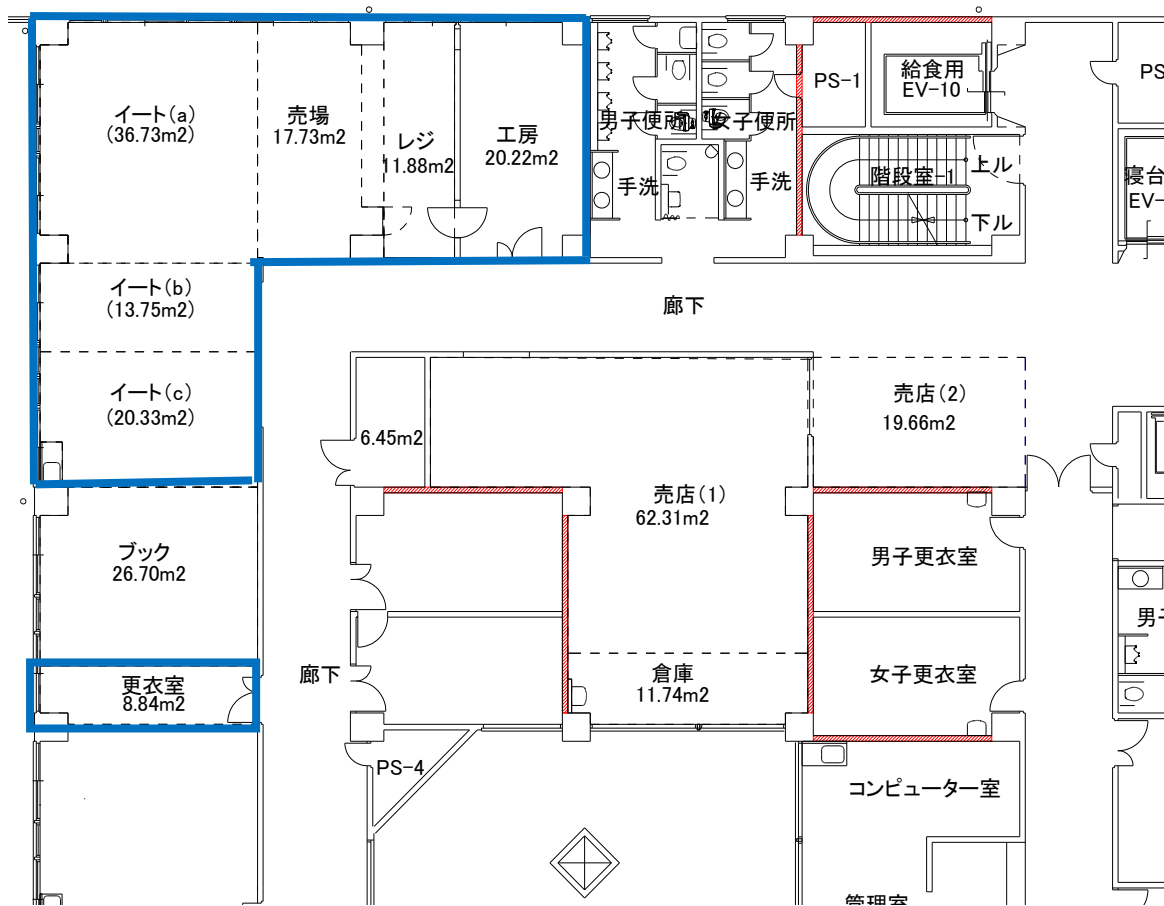 イート(a)
(36.73m2)
売場
17.73m2
レジ
11.88m2
工房
20.22m2
男子便所
女子便所
手洗
手洗
PS-1
給食用
EV-10
階段室-1
上ル
下ル
PS
寝台
EV-
イート(b)
(13.75m2)
廊下
イート(c)
(20.33m2)
6.45m2
売店(2)
19.66m2
売店(1)
62.31m2
ブック
26.70m2
男子更衣室
男子
更衣室
8.84m2
廊下
倉庫
11.74m2
女子更衣室
PS-4
コンピューター室
管理室